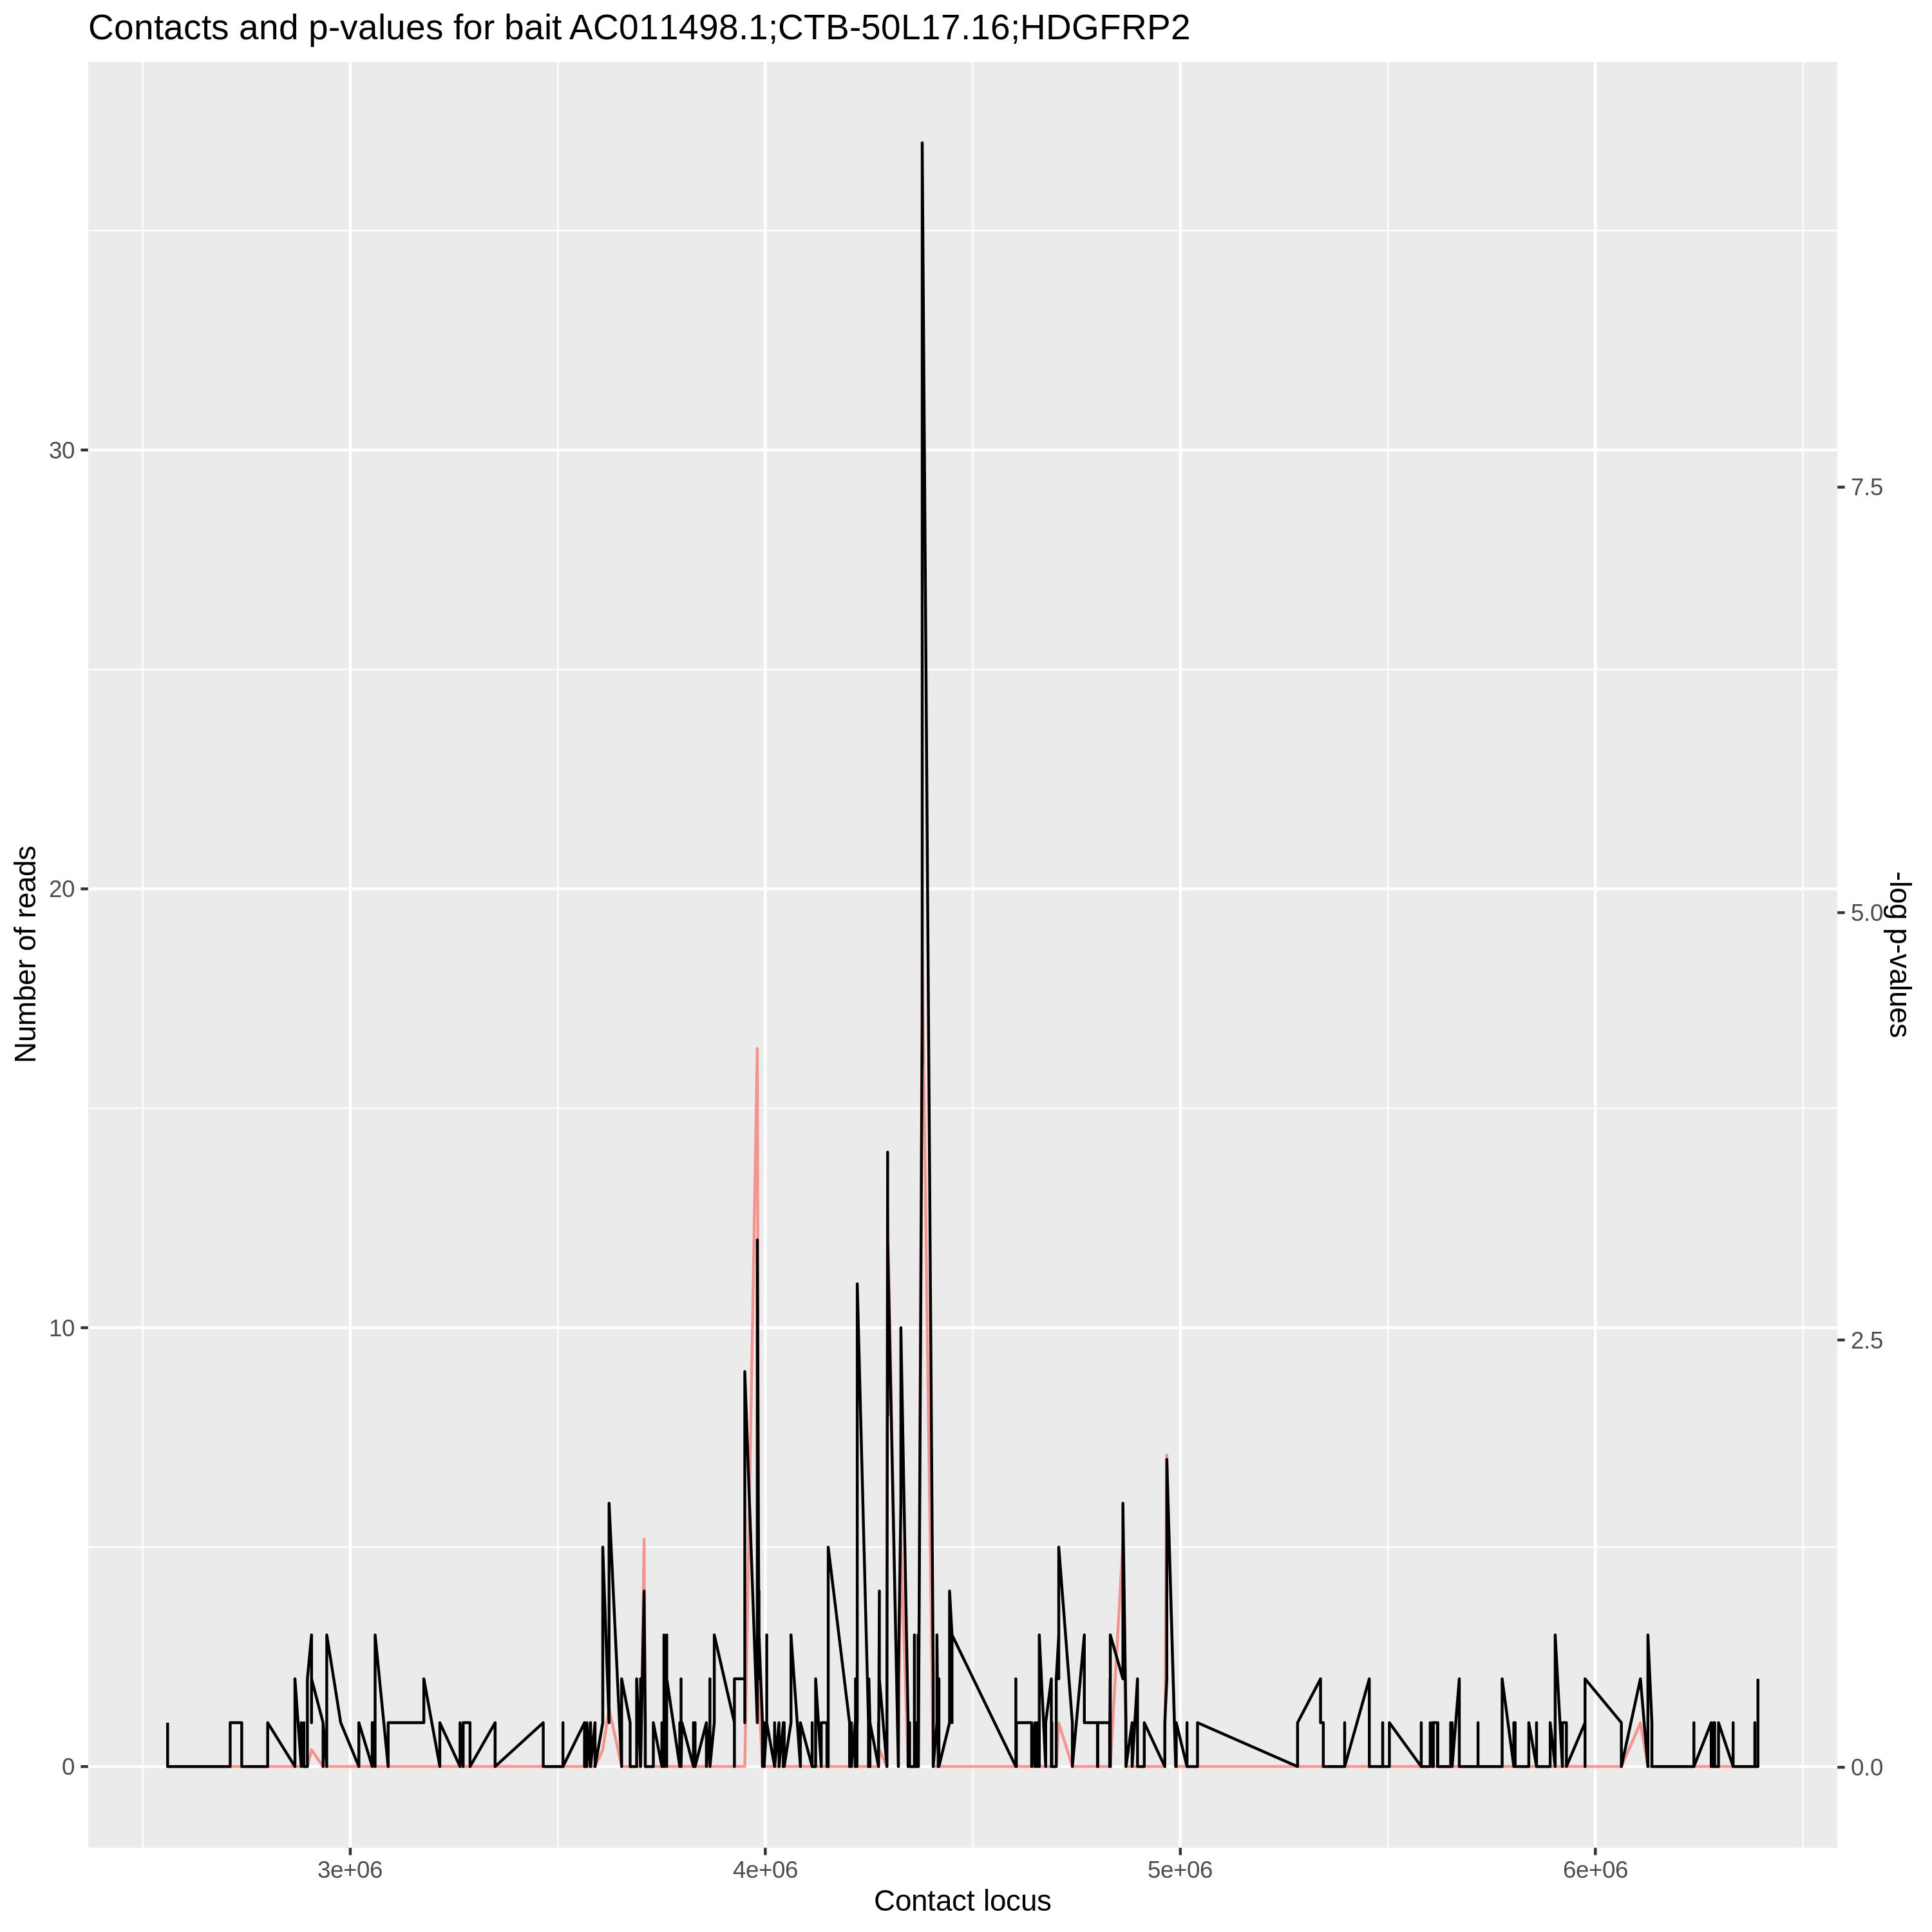 Contacts and p-values for bait AC011498.1;CTB-50L17.16;HDGFRP2
30
20
10
0
Number of reads
7.5
5.0
2.5
0.0
-log p-values
3e+06
4e+06
5e+06
6e+06
Contact locus